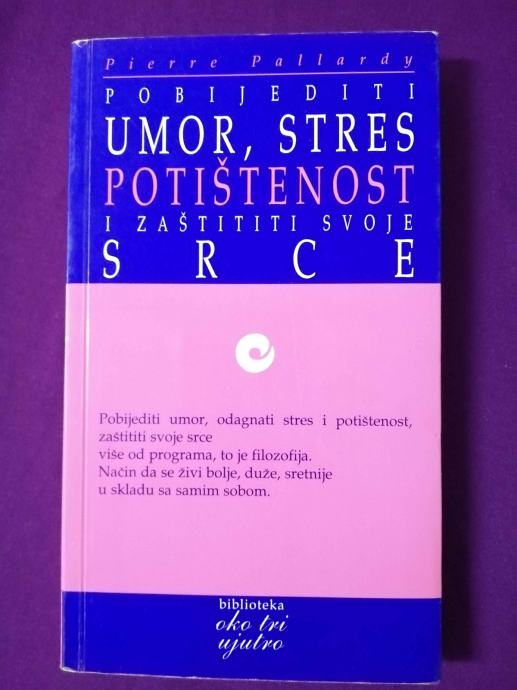 Pierre Pallardy
POBIJEDITI
UMOR, STRES
POTIŠTENOST
I ZAŠTITITI SVOJE
SRCE
Pobijediti umor, odagnati stres i potištenost,
zaštititi svoje srce
više od programa, to je filozofija.
Način da se živi bolje, duže, sretnije
u skladu sa samim sobom.
biblioteka
oko tri
ujutro